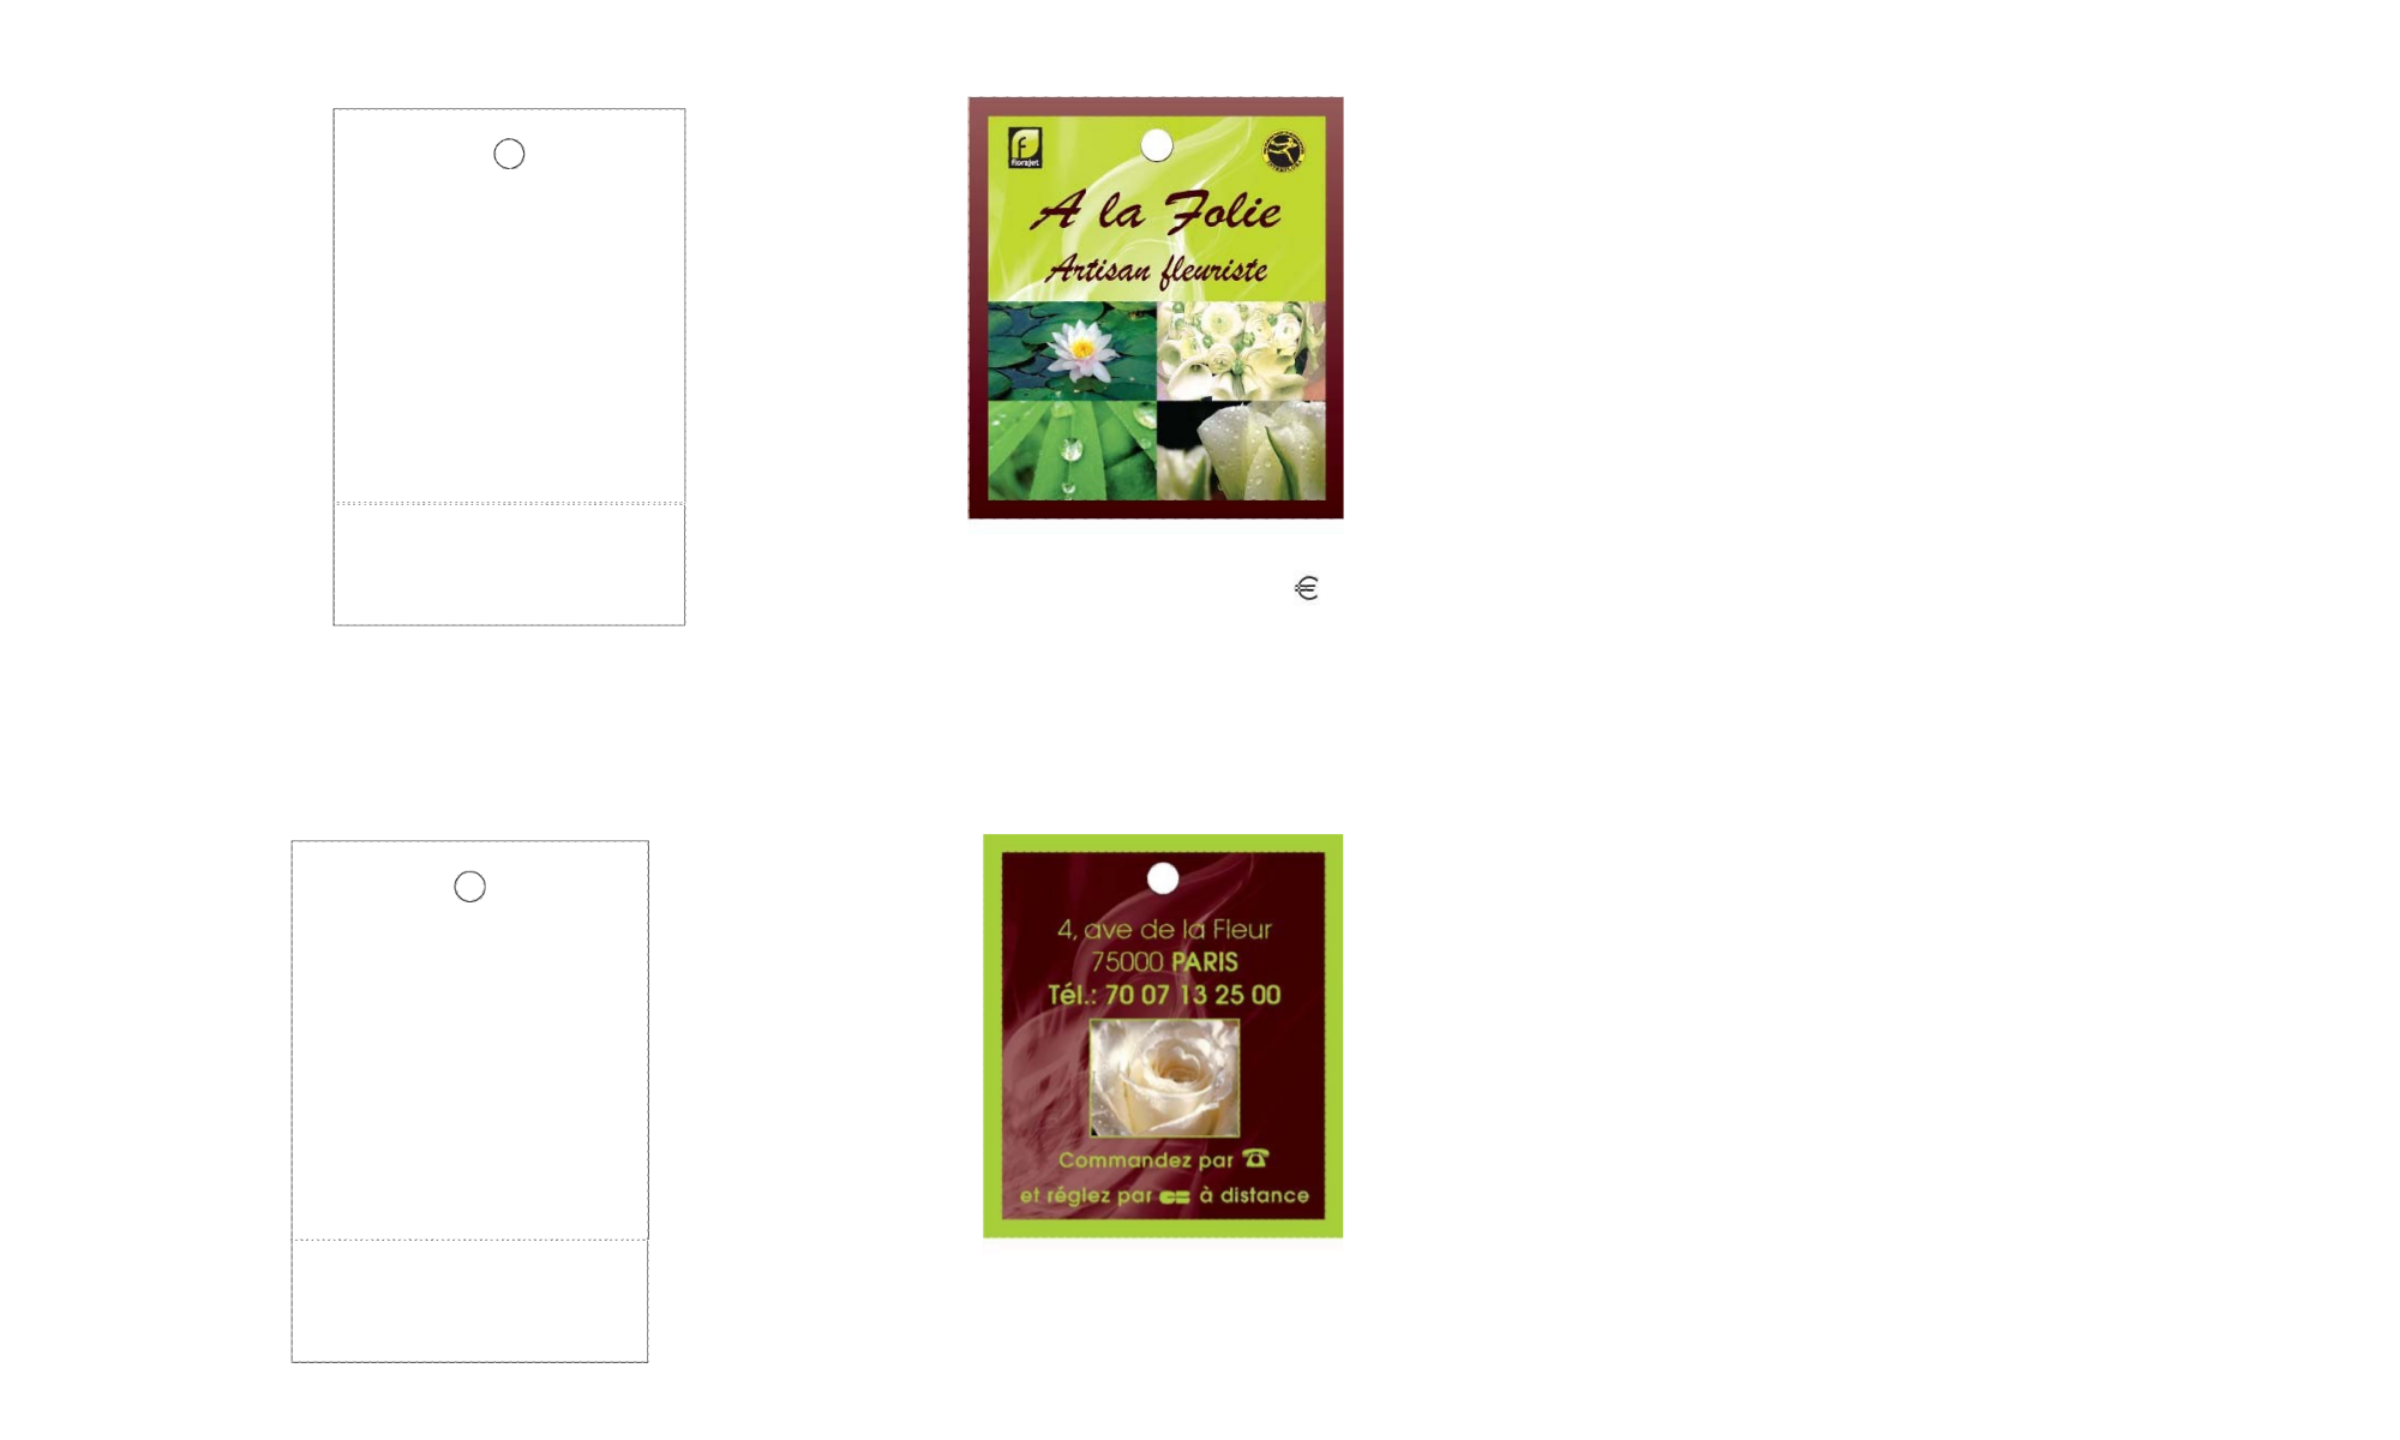 florajet
A la Folie
Artisan fleuriste
€
4, ave de la Fleur
75000 PARIS
Tél.: 70 07 13 25 00
Commandez par
et réglez par à distance